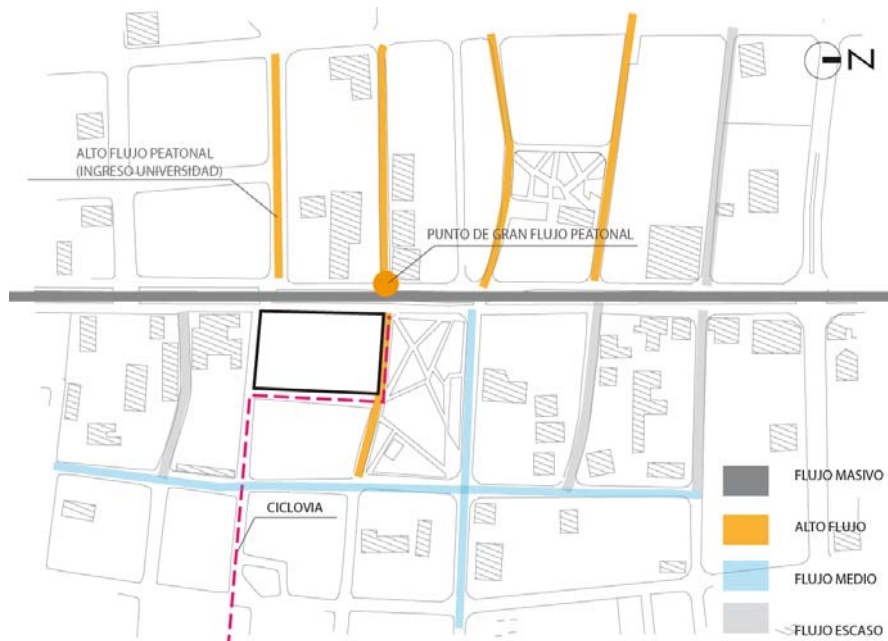 N
ALTO FLUJO PEATONAL
(INGRESO UNIVERSIDAD)
PUNTO DE GRAN FLUJO PEATONAL
CICLOVIA
FLUJO MASIVO
ALTO FLUJO
FLUJO MEDIO
FLUJO ESCASO